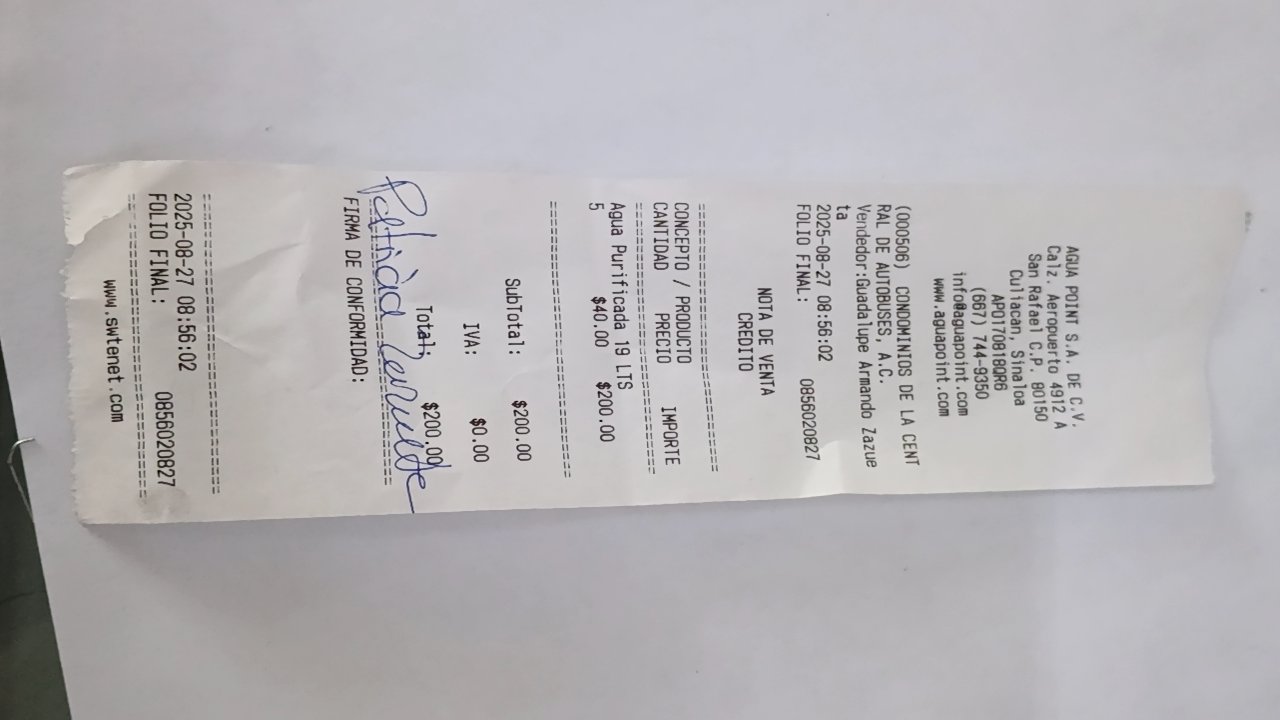 AGUA POINT S.A. DE C.V.
Calz. Aeropuerto 4912 A
San Rafael C.P. 80150
Culiacan, Sinaloa
APO170818QR6
(667) 744-9350
info@aguapoint.com
www.aguapoint.com
(000506) CONDOMINIOS DE LA CENT
RAL DE AUTOBUSES, A.C.
Vendedor:Guadalupe Armando Zazue
ta
2025-08-27 08:56:02
FOLIO FINAL: 0856020827
NOTA DE VENTA
CREDITO
================================
CONCEPTO / PRODUCTO
CANTIDAD PRECIO IMPORTE
================================
Agua Purificada 19 LTS
5 $40.00 $200.00
================================
SubTotal: $200.00
IVA: $0.00
Total: $200.00
FIRMA DE CONFORMIDAD:
================================
2025-08-27 08:56:02
FOLIO FINAL: 0856020827
================================
www.swtenet.com